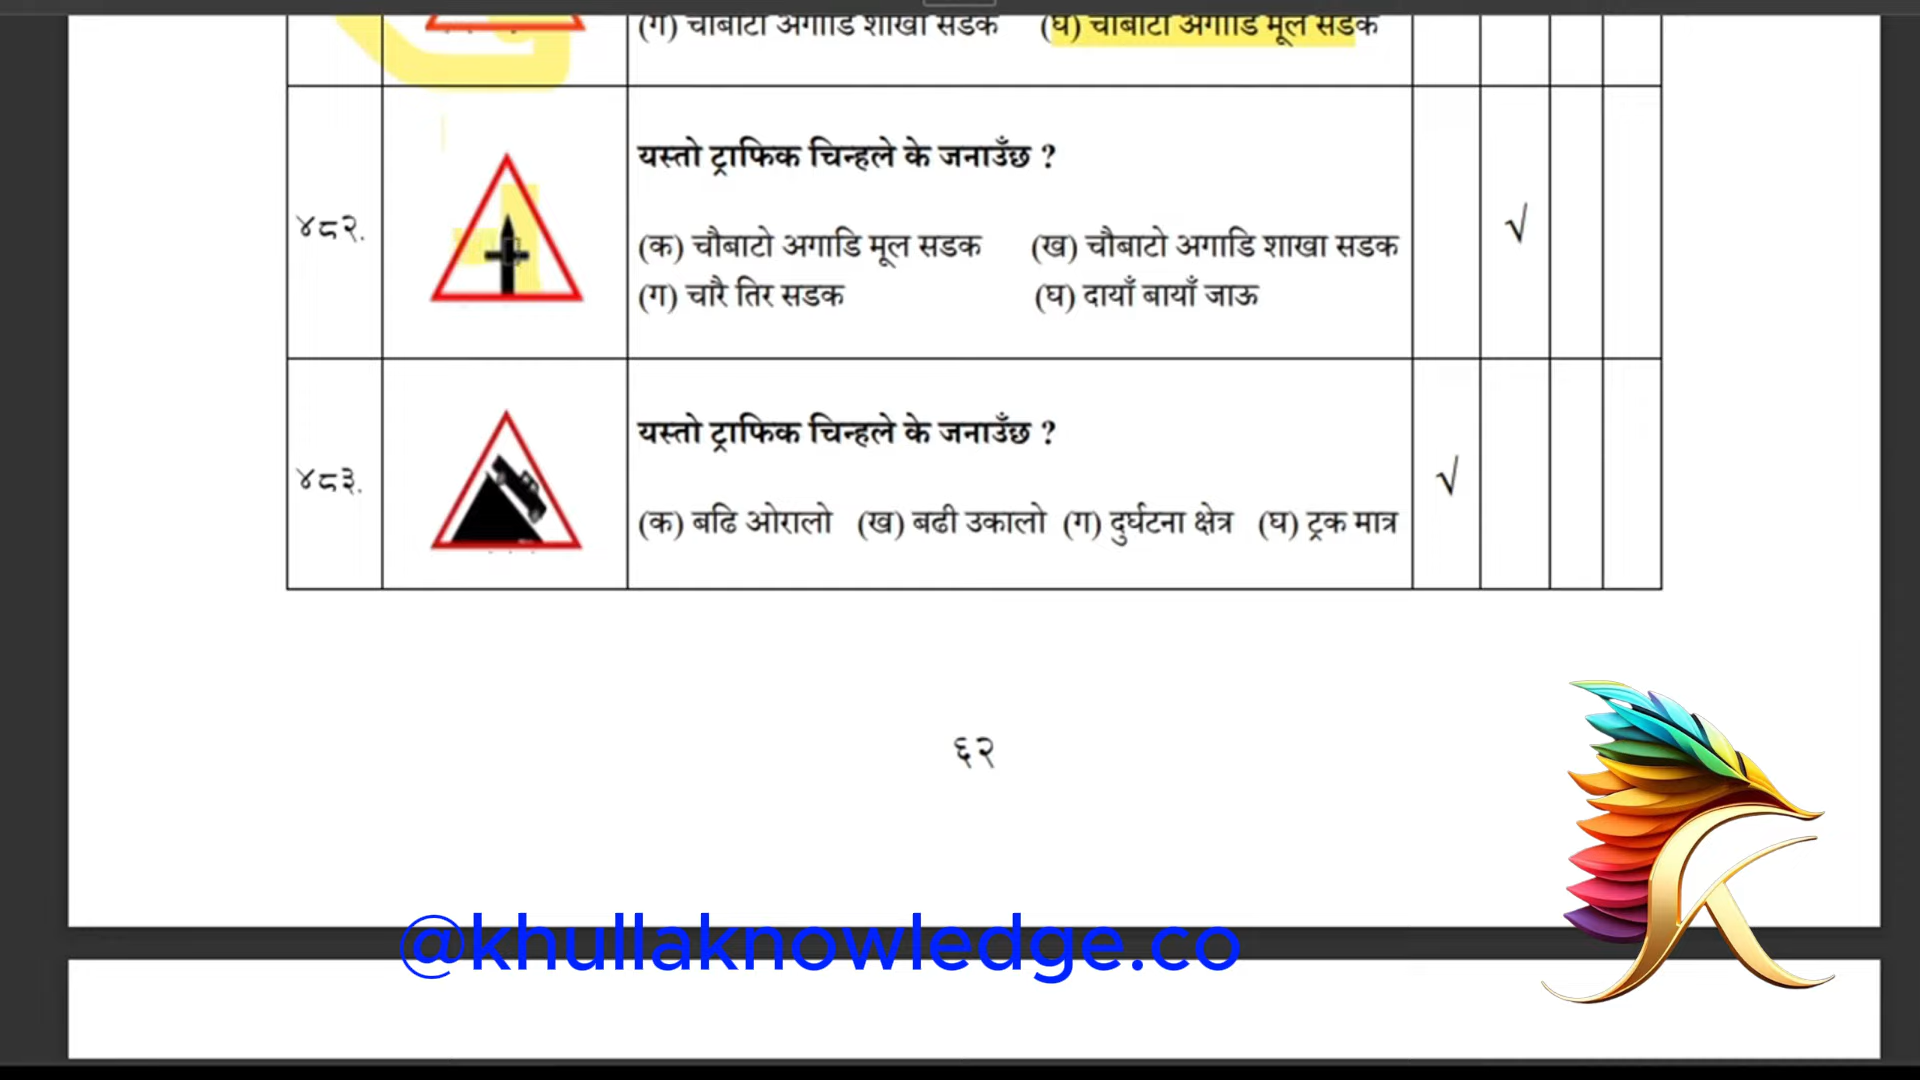 (ग) चौबाटो अगाडि शाखा सडक (घ) चौबाटो अगाडि मूल सडक
४८२.
यस्तो ट्राफिक चिन्हले के जनाउँछ ?
(क) चौबाटो अगाडि मूल सडक (ख) चौबाटो अगाडि शाखा सडक
(ग) चारै तिर सडक (घ) दायाँ बायाँ जाऊ
√
४८३.
यस्तो ट्राफिक चिन्हले के जनाउँछ ?
(क) बढि ओरालो (ख) बढी उकालो (ग) दुर्घटना क्षेत्र (घ) ट्रक मात्र
√
६२
@khullaknowledge.co